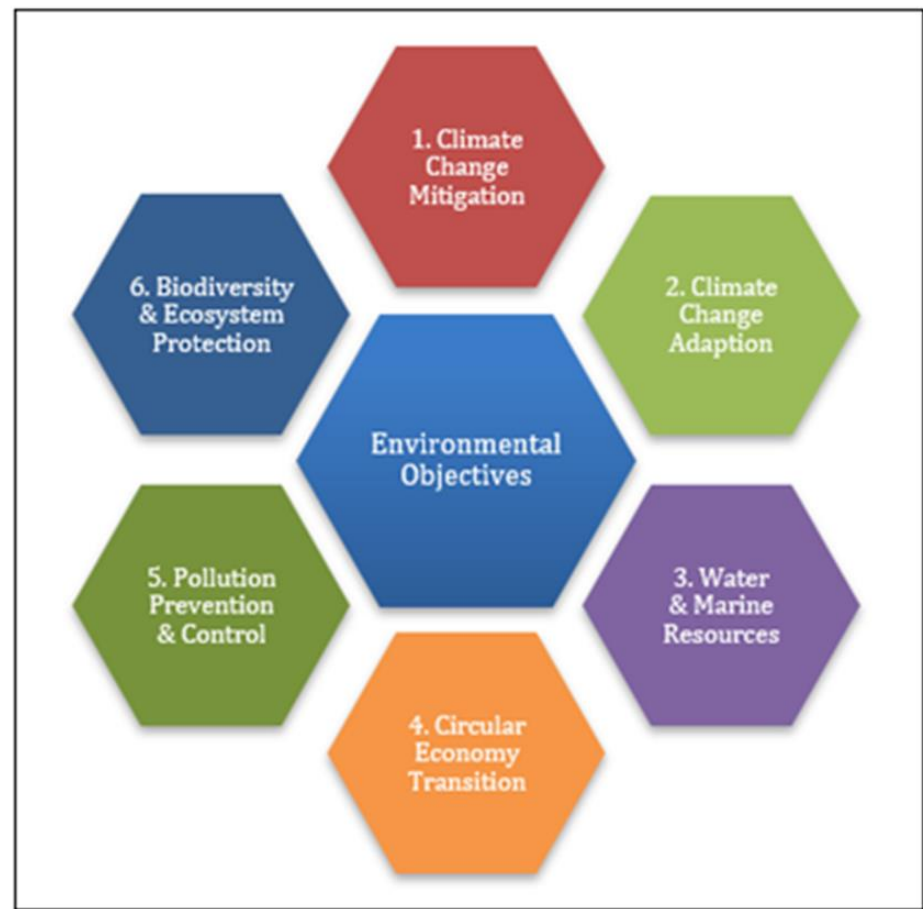 1. Climate
Change
Mitigation
2. Climate
Change
Adaption
3. Water
& Marine
Resources
4. Circular
Economy
Transition
5. Pollution
Prevention
& Control
6. Biodiversity
& Ecosystem
Protection
Environmental
Objectives